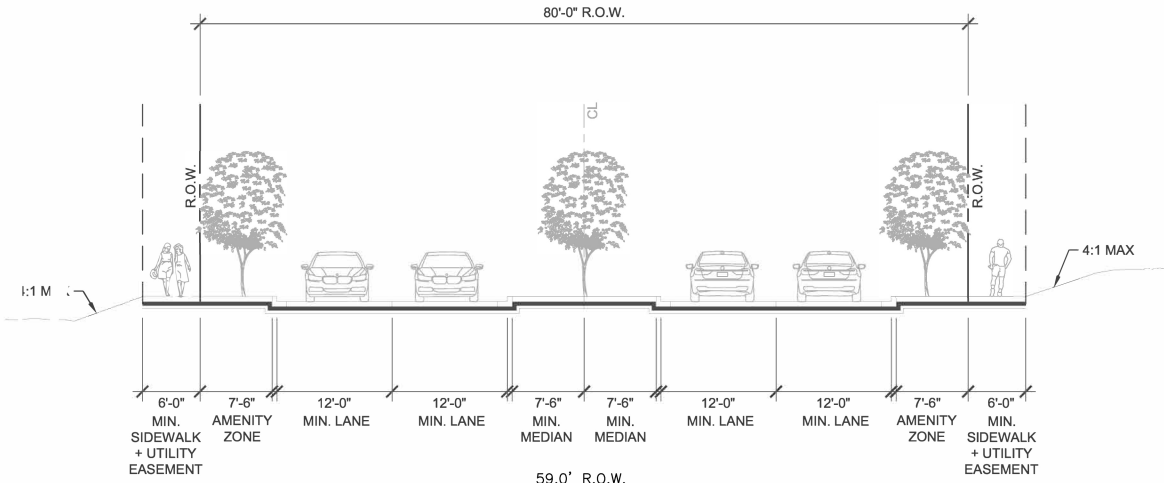 80'-0" R.O.W.
CL
R.O.W.
R.O.W.
4:1 MAX
6'-0"
MIN.
SIDEWALK
+ UTILITY
EASEMENT
7'-6"
AMENITY
ZONE
12'-0"
MIN. LANE
12'-0"
MIN. LANE
7'-6"
MIN.
MEDIAN
7'-6"
MIN.
MEDIAN
12'-0"
MIN. LANE
12'-0"
MIN. LANE
7'-6"
AMENITY
ZONE
6'-0"
MIN.
SIDEWALK
+ UTILITY
EASEMENT
59.0' R.O.W.